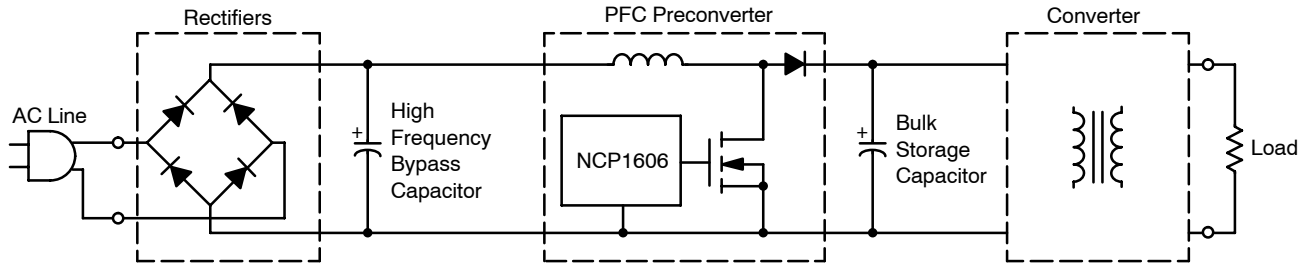 Rectifiers
PFC Preconverter
Converter
AC Line
High
Frequency
Bypass
Capacitor
+
NCP1606
+
Bulk
Storage
Capacitor
Load